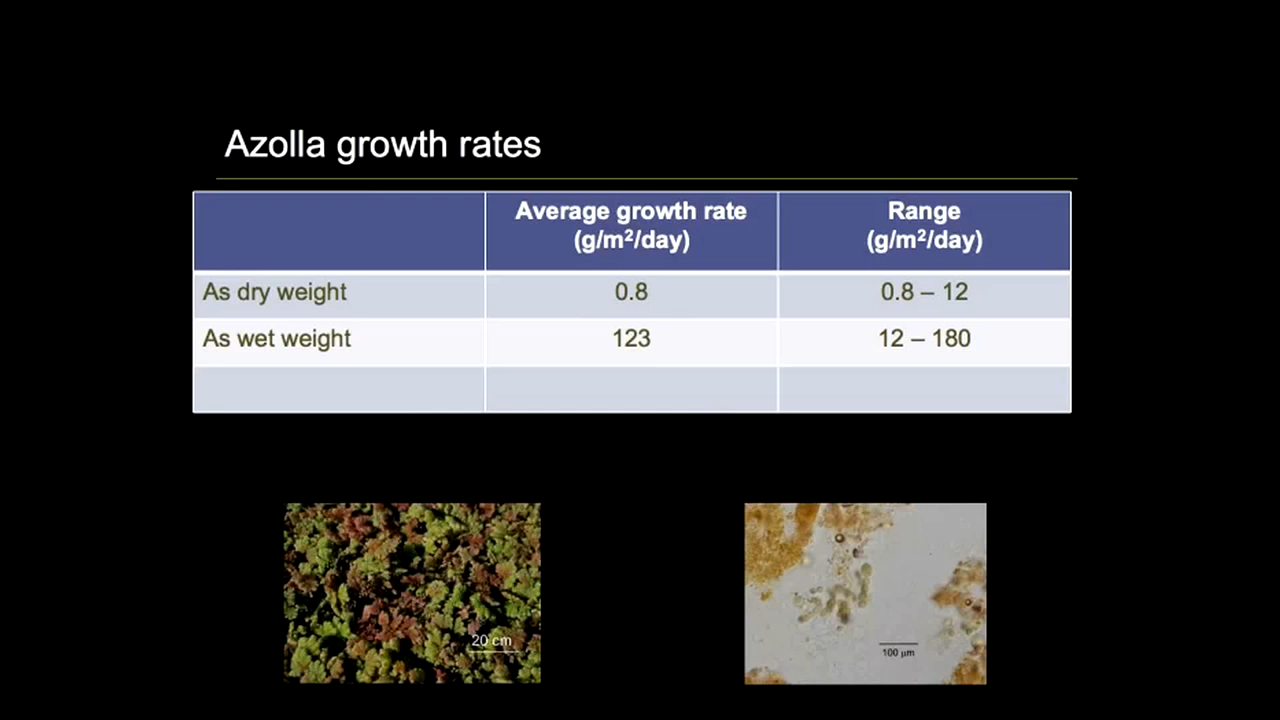 Azolla growth rates
Average growth rate
(g/m²/day)
Range
(g/m²/day)
As dry weight
0.8
0.8 – 12
As wet weight
123
12 – 180
20 cm
100 µm